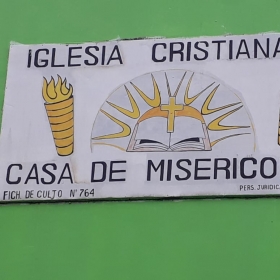 IGLESIA CRISTIANA
CASA DE MISERICO
FICH. DE CULTO N° 764
PERS. JURIDIC